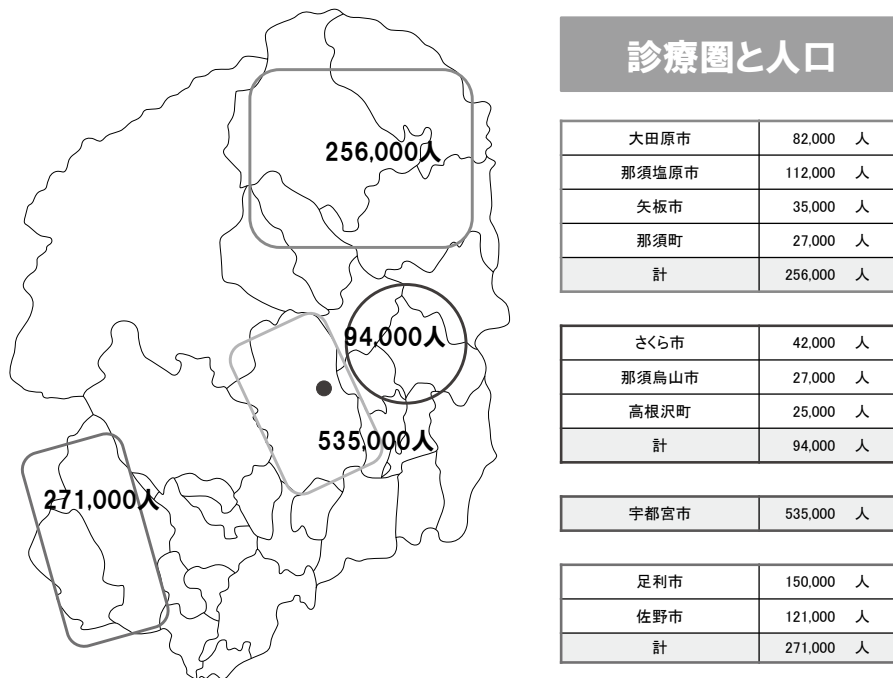 診療圏と人口
256,000人
94,000人
535,000人
271,000人
大田原市 82,000 人
那須塩原市 112,000 人
矢板市 35,000 人
那須町 27,000 人
計 256,000 人
さくら市 42,000 人
那須烏山市 27,000 人
高根沢町 25,000 人
計 94,000 人
宇都宮市 535,000 人
足利市 150,000 人
佐野市 121,000 人
計 271,000 人